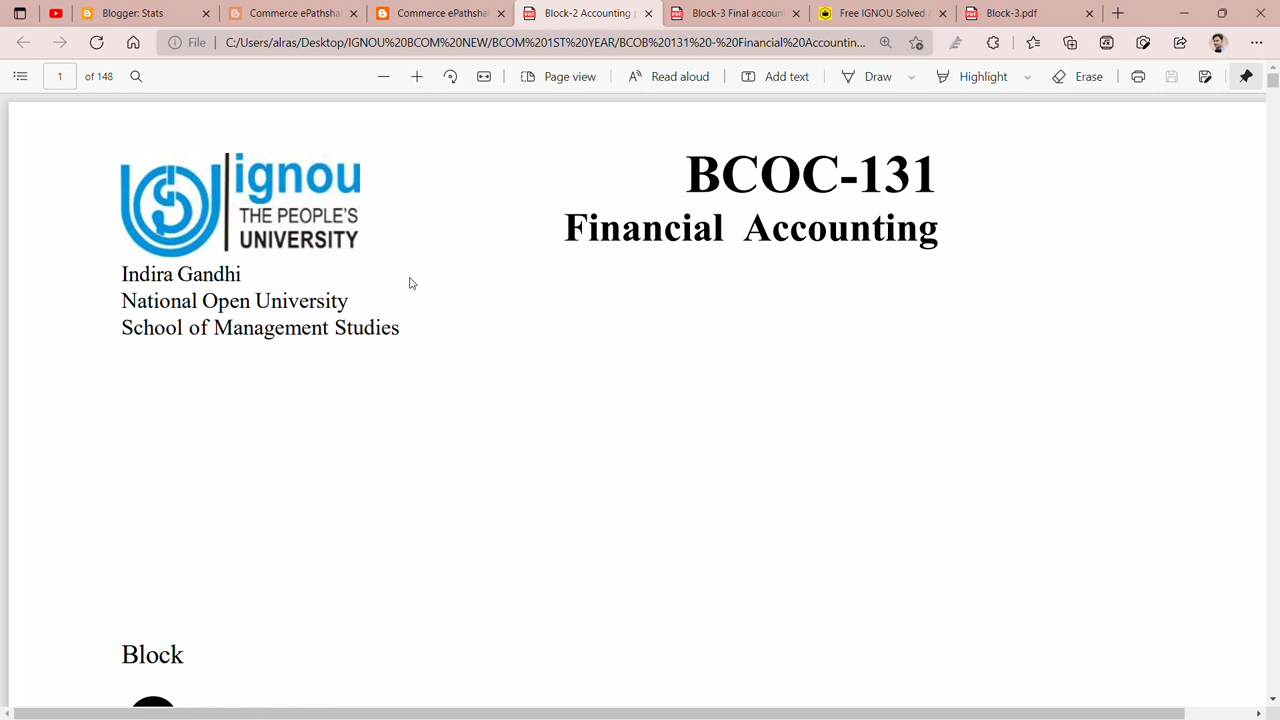 Blogger: Stats
Commerce ePathshal
Commerce ePathshal
Block-2 Accounting p
Block-3 Final Accoun
Free IGNOU Solved A
Block-3.pdf
File
C:/Users/alras/Desktop/IGNOU%20BCOM%20NEW/BCOM%201ST%20YEAR/BCOB%20131%20-%20Financial%20Accountin...
1
of 148
Page view
Read aloud
Add text
Draw
Highlight
Erase
ignou
THE PEOPLE'S
UNIVERSITY
Indira Gandhi
National Open University
School of Management Studies
BCOC-131
Financial Accounting
Block